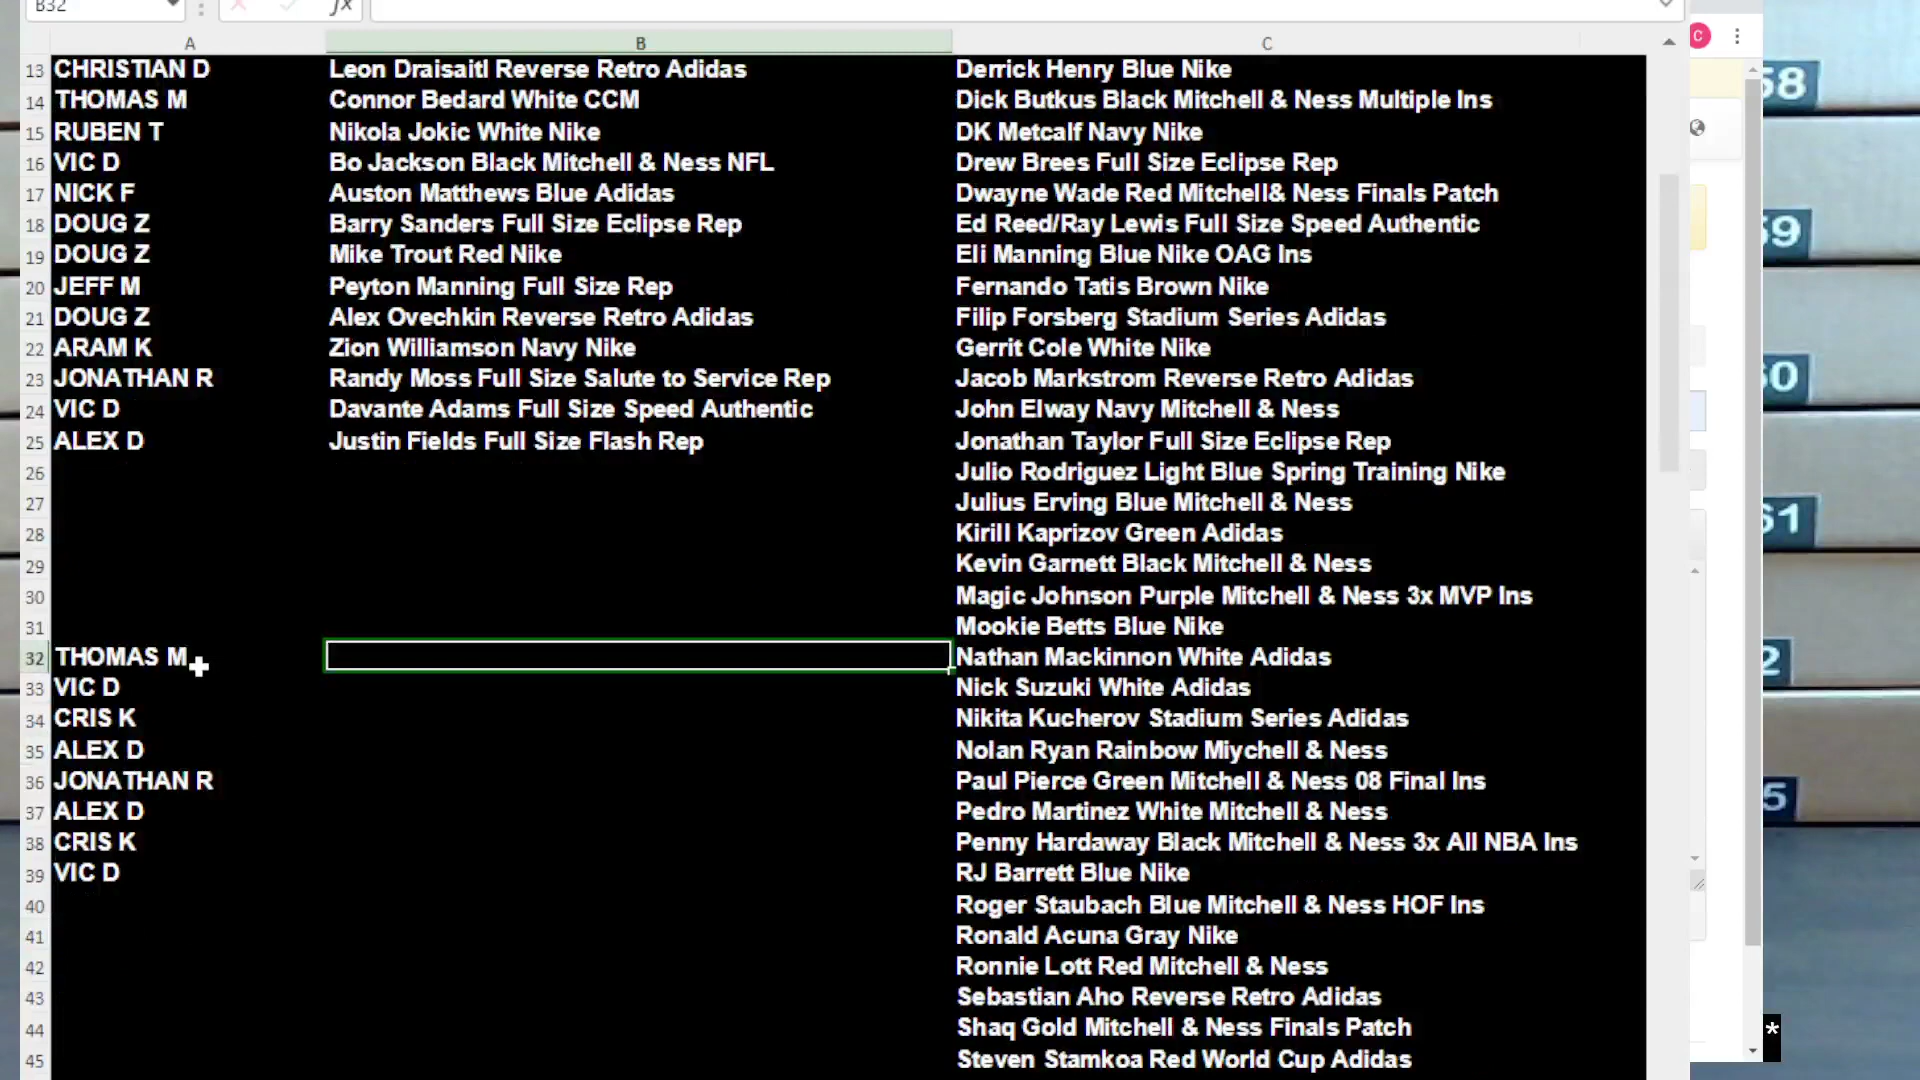 B32 fx
A B C
13 CHRISTIAN D Leon Draisaitl Reverse Retro Adidas Derrick Henry Blue Nike
14 THOMAS M Connor Bedard White CCM Dick Butkus Black Mitchell & Ness Multiple Ins
15 RUBEN T Nikola Jokic White Nike DK Metcalf Navy Nike
16 VIC D Bo Jackson Black Mitchell & Ness NFL Drew Brees Full Size Eclipse Rep
17 NICK F Auston Matthews Blue Adidas Dwayne Wade Red Mitchell& Ness Finals Patch
18 DOUG Z Barry Sanders Full Size Eclipse Rep Ed Reed/Ray Lewis Full Size Speed Authentic
19 DOUG Z Mike Trout Red Nike Eli Manning Blue Nike OAG Ins
20 JEFF M Peyton Manning Full Size Rep Fernando Tatis Brown Nike
21 DOUG Z Alex Ovechkin Reverse Retro Adidas Filip Forsberg Stadium Series Adidas
22 ARAM K Zion Williamson Navy Nike Gerrit Cole White Nike
23 JONATHAN R Randy Moss Full Size Salute to Service Rep Jacob Markstrom Reverse Retro Adidas
24 VIC D Davante Adams Full Size Speed Authentic John Elway Navy Mitchell & Ness
25 ALEX D Justin Fields Full Size Flash Rep Jonathan Taylor Full Size Eclipse Rep
26 Julio Rodriguez Light Blue Spring Training Nike
27 Julius Erving Blue Mitchell & Ness
28 Kirill Kaprizov Green Adidas
29 Kevin Garnett Black Mitchell & Ness
30 Magic Johnson Purple Mitchell & Ness 3x MVP Ins
31 Mookie Betts Blue Nike
32 THOMAS M Nathan Mackinnon White Adidas
33 VIC D Nick Suzuki White Adidas
34 CRIS K Nikita Kucherov Stadium Series Adidas
35 ALEX D Nolan Ryan Rainbow Miychell & Ness
36 JONATHAN R Paul Pierce Green Mitchell & Ness 08 Final Ins
37 ALEX D Pedro Martinez White Mitchell & Ness
38 CRIS K Penny Hardaway Black Mitchell & Ness 3x All NBA Ins
39 VIC D RJ Barrett Blue Nike
40 Roger Staubach Blue Mitchell & Ness HOF Ins
41 Ronald Acuna Gray Nike
42 Ronnie Lott Red Mitchell & Ness
43 Sebastian Aho Reverse Retro Adidas
44 Shaq Gold Mitchell & Ness Finals Patch
45 Steven Stamkoa Red World Cup Adidas
C
58
59
60
61
2
5
*